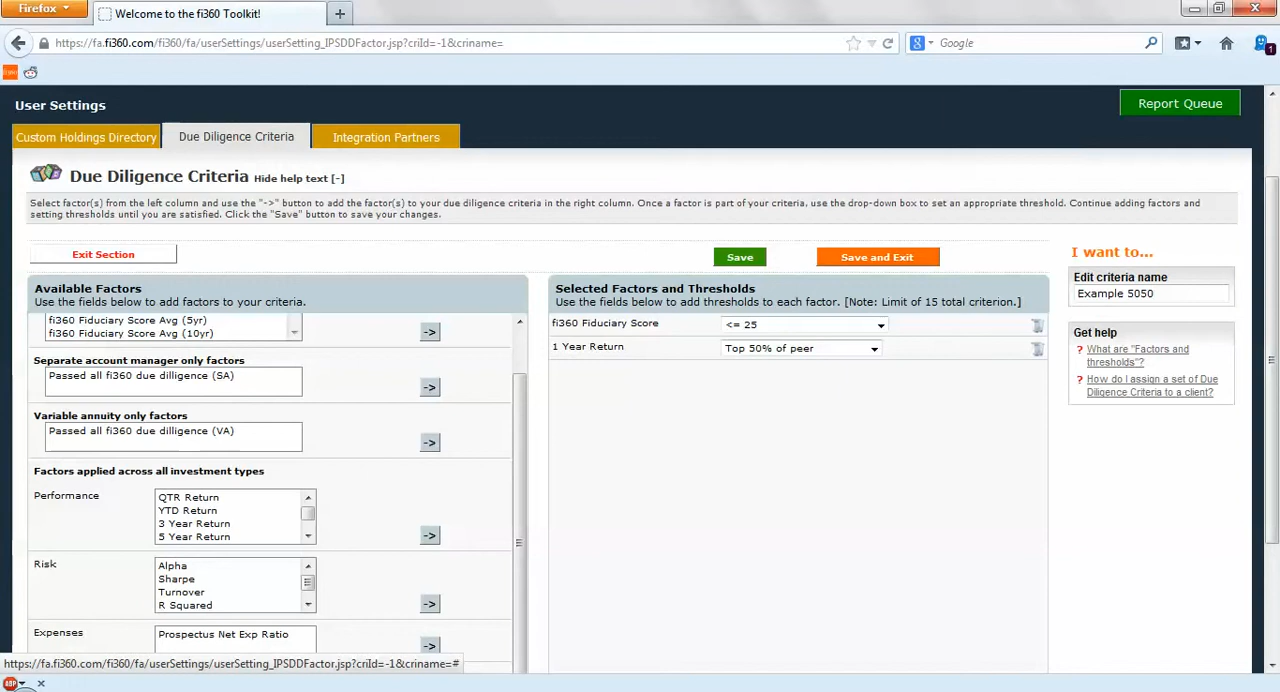 Firefox
Welcome to the fi360 Toolkit!
https://fa.fi360.com/fi360/fa/userSettings/userSetting_IPSDDFactor.jsp?criId=-1&criname=
Google
1
User Settings
Report Queue
Custom Holdings Directory
Due Diligence Criteria
Integration Partners
Due Diligence Criteria Hide help text [-]
Select factor(s) from the left column and use the "->" button to add the factor(s) to your due diligence criteria in the right column. Once a factor is part of your criteria, use the drop-down box to set an appropriate threshold. Continue adding factors and
setting thresholds until you are satisfied. Click the "Save" button to save your changes.
Exit Section
Save
Save and Exit
I want to...
Edit criteria name
Example 5050
Get help
? What are "Factors and
thresholds"?
? How do I assign a set of Due
Diligence Criteria to a client?
Available Factors
Use the fields below to add factors to your criteria.
fi360 Fiduciary Score Avg (5yr)
fi360 Fiduciary Score Avg (10yr)
->
Separate account manager only factors
Passed all fi360 due dilligence (SA)
->
Variable annuity only factors
Passed all fi360 due dilligence (VA)
->
Factors applied across all investment types
Performance
QTR Return
YTD Return
3 Year Return
5 Year Return
->
Risk
Alpha
Sharpe
Turnover
R Squared
->
Expenses
Prospectus Net Exp Ratio
->
Selected Factors and Thresholds
Use the fields below to add thresholds to each factor. [Note: Limit of 15 total criterion.]
fi360 Fiduciary Score
<= 25
1 Year Return
Top 50% of peer
https://fa.fi360.com/fi360/fa/userSettings/userSetting_IPSDDFactor.jsp?criId=-1&criname=#
ABP